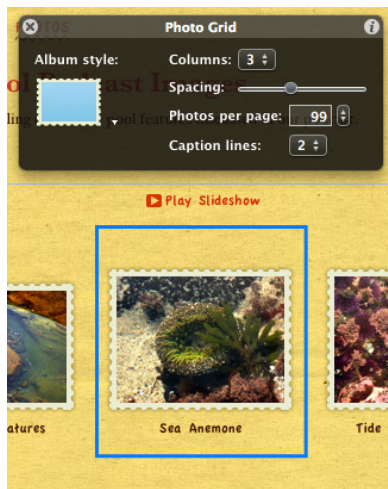 PHOTOS
Photo Grid
Album style:
Columns: 3
Spacing:
Photos per page: 99
Caption lines: 2
Play Slideshow
atures
Sea Anemone
Tide